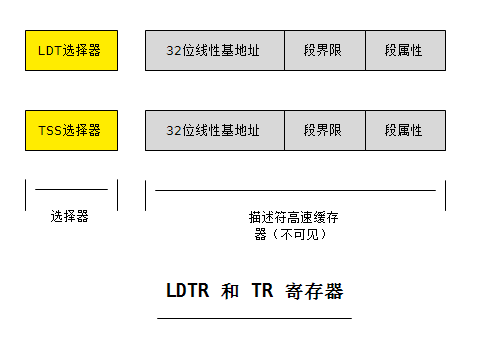 LDT选择器 32位线性基地址 段界限 段属性
TSS选择器 32位线性基地址 段界限 段属性
选择器 描述符高速缓存
器（不可见）
LDTR 和 TR 寄存器